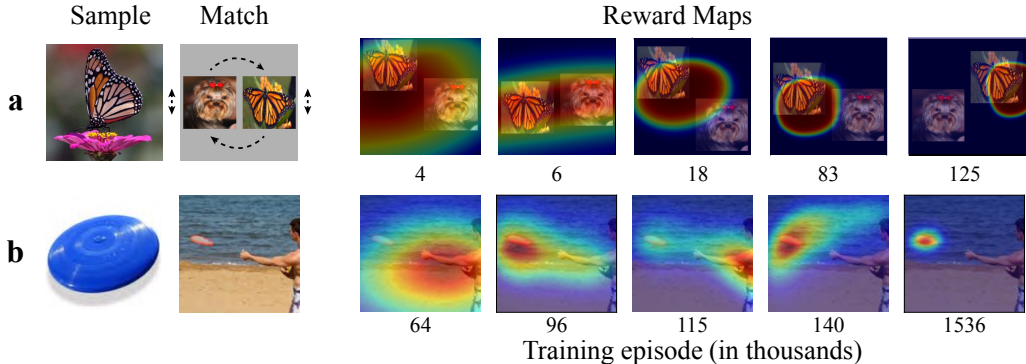 Sample Match Reward Maps
a
4 6 18 83 125
b
64 96 115 140 1536
Training episode (in thousands)